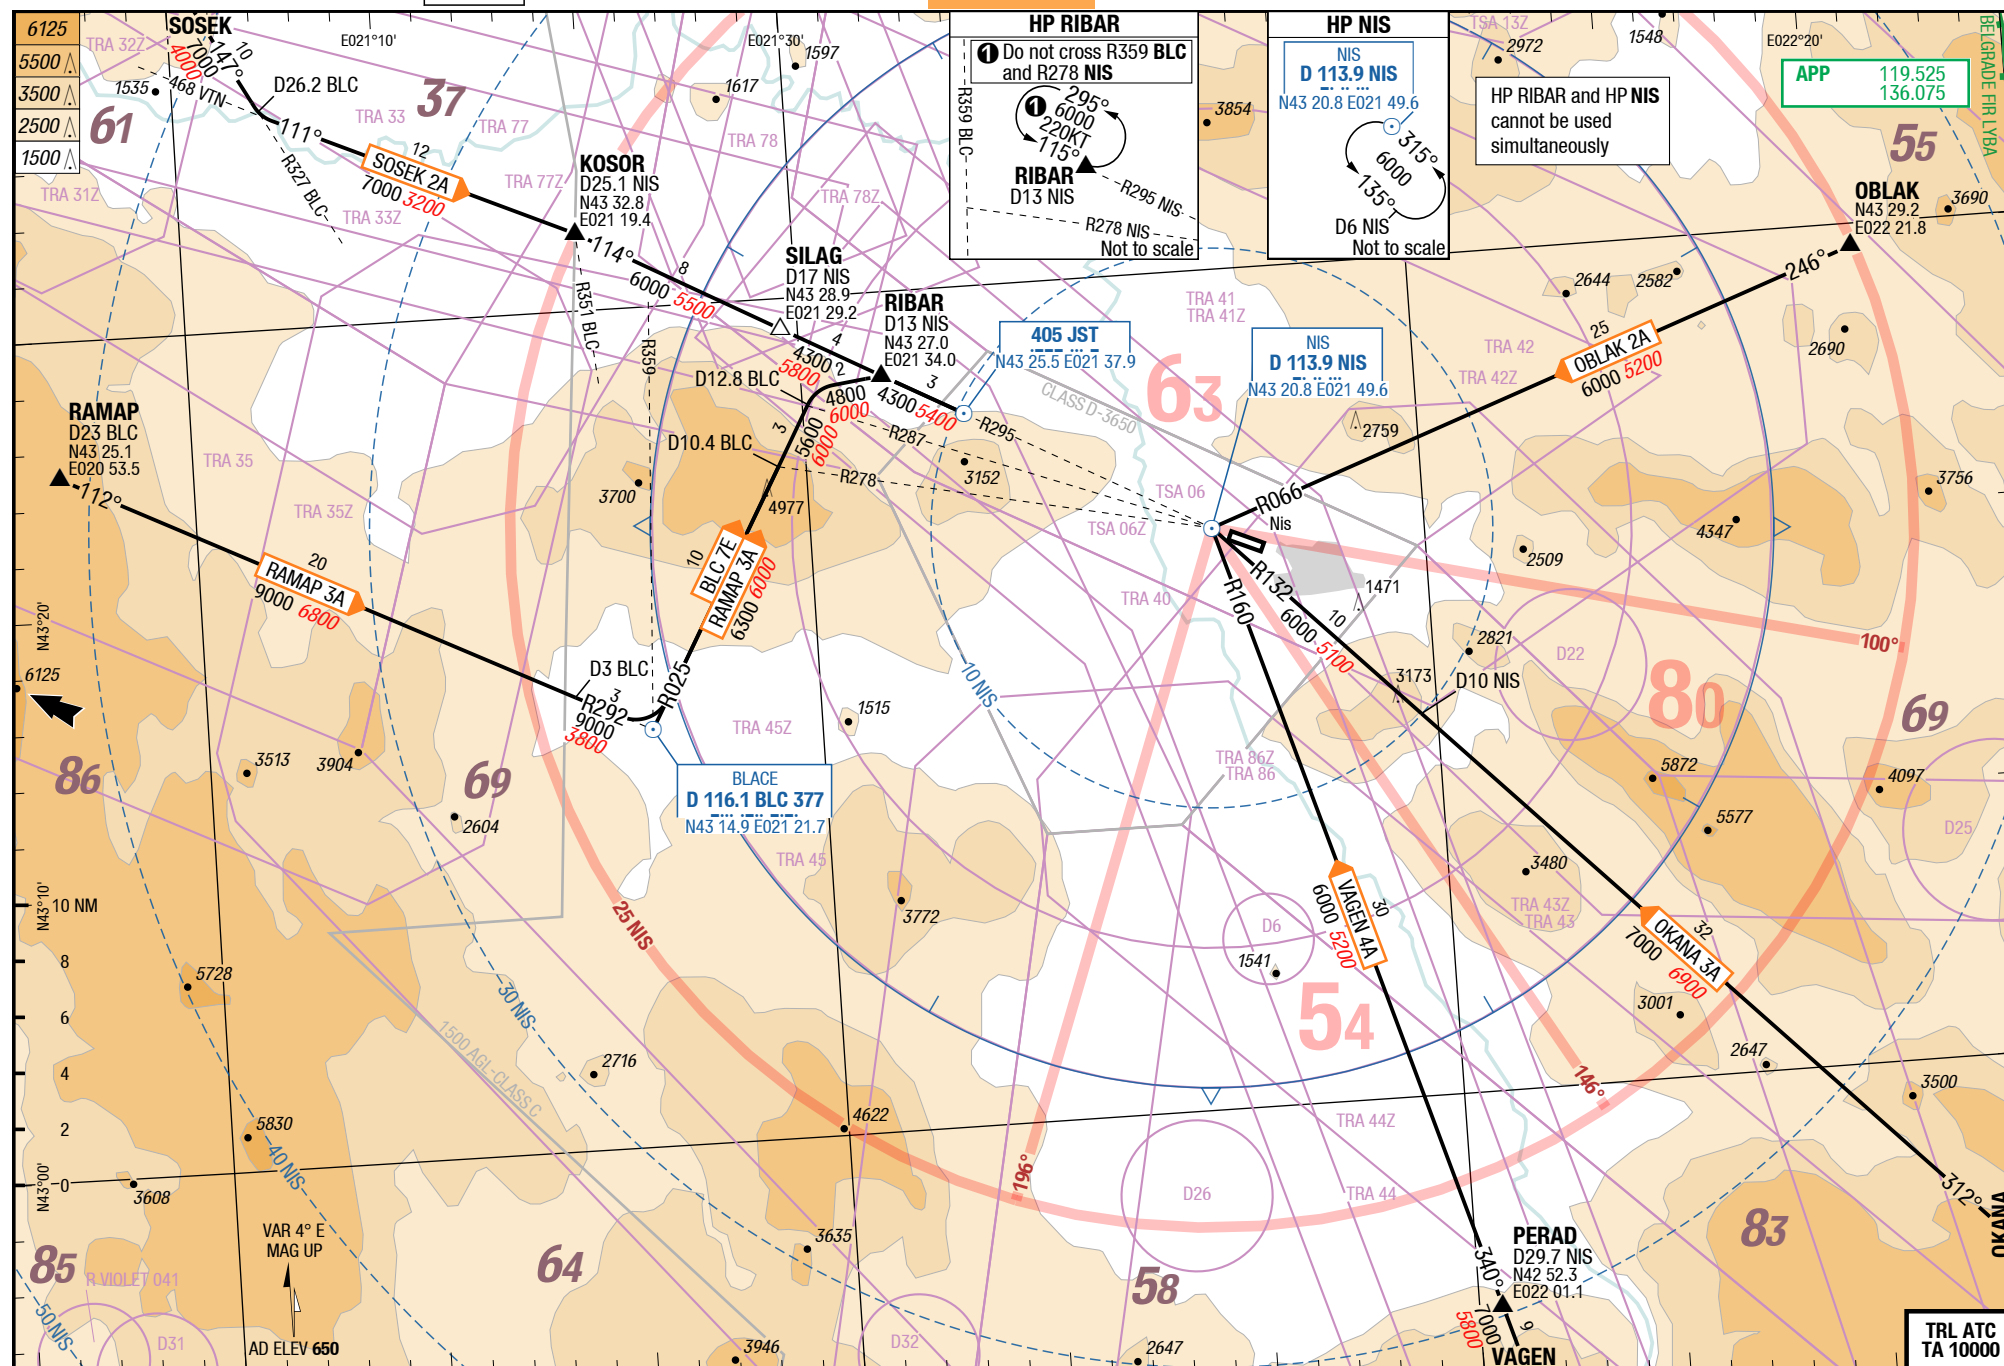 6125
5500
3500
2500
1500
SOSEK
4000
7000
147°
10
TRA 32Z
1535
468 VTN
61
37
E021°10'
D26.2 BLC
111°
TRA 33
TRA 77
12
SOSEK 2A
7000 3200
R327 BLC
TRA 31Z
TRA 33Z
TRA 77Z
KOSOR
D25.1 NIS
N43 32.8
E021 19.4
114°
8
6000 5500
R351 BLC
R359
E021°30'
1597
1617
TRA 78
TRA 78Z
SILAG
D17 NIS
N43 28.9
E021 29.2
4
4300
5800
RIBAR
D13 NIS
N43 27.0
E021 34.0
2
4800
6000
3
4300 5400
D12.8 BLC
D10.4 BLC
3
5600
6000
HP RIBAR
1 Do not cross R359 BLC
and R278 NIS
R359 BLC
1
295°
6000
220KT
115°
RIBAR
D13 NIS
R295 NIS
R278 NIS
Not to scale
3854
HP NIS
NIS
D 113.9 NIS
N43 20.8 E021 49.6
315°
6000
135°
D6 NIS
Not to scale
TSA 13Z
2972
1548
E022°20'
HP RIBAR and HP NIS
cannot be used
simultaneously
APP 119.525
136.075
BELGRADE FIR LYBA
55
OBLAK
N43 29.2
E022 21.8
3690
246°
2644
2582
25
OBLAK 2A
6000 5200
2690
TRA 41
TRA 41Z
TRA 42
TRA 42Z
405 JST
N43 25.5 E021 37.9
NIS
D 113.9 NIS
N43 20.8 E021 49.6
CLASS D-3650
63
2759
R295
R287
R278
3152
3700
4977
RAMAP
D23 BLC
N43 25.1
E020 53.5
112°
TRA 35
TRA 35Z
20
RAMAP 3A
9000 6800
10
BLC 7E
RAMAP 3A
6300 6000
TSA 06
TSA 06Z
R066
Nis
R132
R160
1471
2509
4347
3756
TRA 40
10
6000 5100
2821
D22
100°
3173
D10 NIS
80
69
N43°20'
6125
D3 BLC
R292
3
9000
3800
R025
10 NIS
1515
TRA 45Z
TRA 86Z
TRA 86
86
3513
3904
69
2604
BLACE
D 116.1 BLC 377
N43 14.9 E021 21.7
TRA 45
5872
4097
5577
D25
3480
TRA 43Z
TRA 43
30
VAGEN 4A
6000 5200
3772
D6
1541
32
OKANA 3A
7000 6900
N43°10'
10 NM
8
6
4
2
0
25 NIS
5728
30 NIS
1500 AGL-CLASS C
54
3001
2647
3500
146°
2716
4622
5830
40 NIS
TRA 44Z
196°
D26
TRA 44
312°
OKANA
N43°00'
3608
VAR 4° E
MAG UP
85
R VIOLET 041
64
3635
58
340°
PERAD
D29.7 NIS
N42 52.3
E022 01.1
83
50 NIS
D31
AD ELEV 650
3946
D32
2647
7000
5800
9
VAGEN
TRL ATC
TA 10000